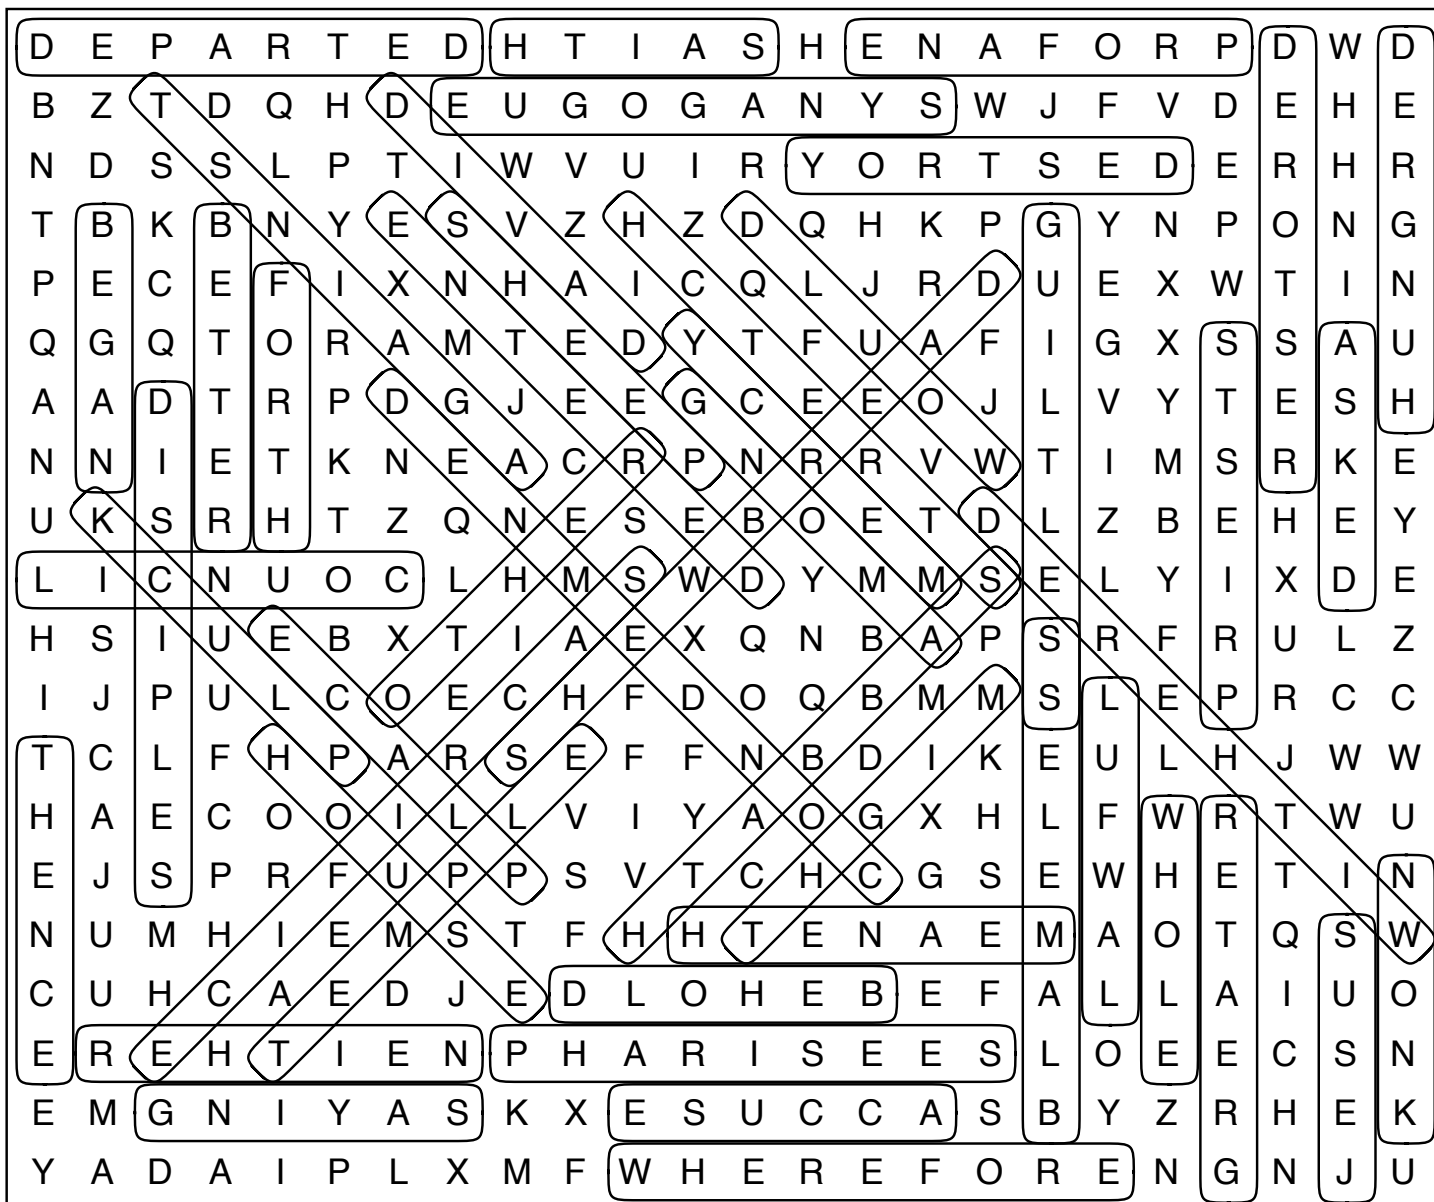 D E P A R T E D H T I A S H E N A F O R P D W D
B Z T D Q H D E U G O G A N Y S W J F V D E H E
N D S S L P T I W V U I R Y O R T S E D E R H R
T B K B N Y E S V Z H Z D Q H K P G Y N P O N G
P E C E F I X N H A I C Q L J R D U E X W T I N
Q G Q T O R A M T E D Y T F U A F I G X S S A U
A A D T R P D G J E E G C E E O J L V Y T E S H
N N I E T K N E A C R P N R R V W T I M S R K E
U K S R H T Z Q N E S E B O E T D L Z B E H E Y
L I C N U O C L H M S W D Y M M S E L Y I X D E
H S I U E B X T I A E X Q N B A P S R F R U L Z
I J P U L C O E C H F D O Q B M M S L E P R C C
T C L F H P A R S E F F N B D I K E U L H J W W
H A E C O O I L L V I Y A O G X H L F W R T W U
E J S P R F U P P S V T C H C G S E W H E T I N
N U M H I E M S T F H H T E N A E M A O T Q S W
C U H C A E D J E D L O H E B E F A L L A I U O
E R E H T I E N P H A R I S E E S L O E E C S N
E M G N I Y A S K X E S U C C A S B Y Z R H E K
Y A D A I P L X M F W H E R E F O R E N G N J U